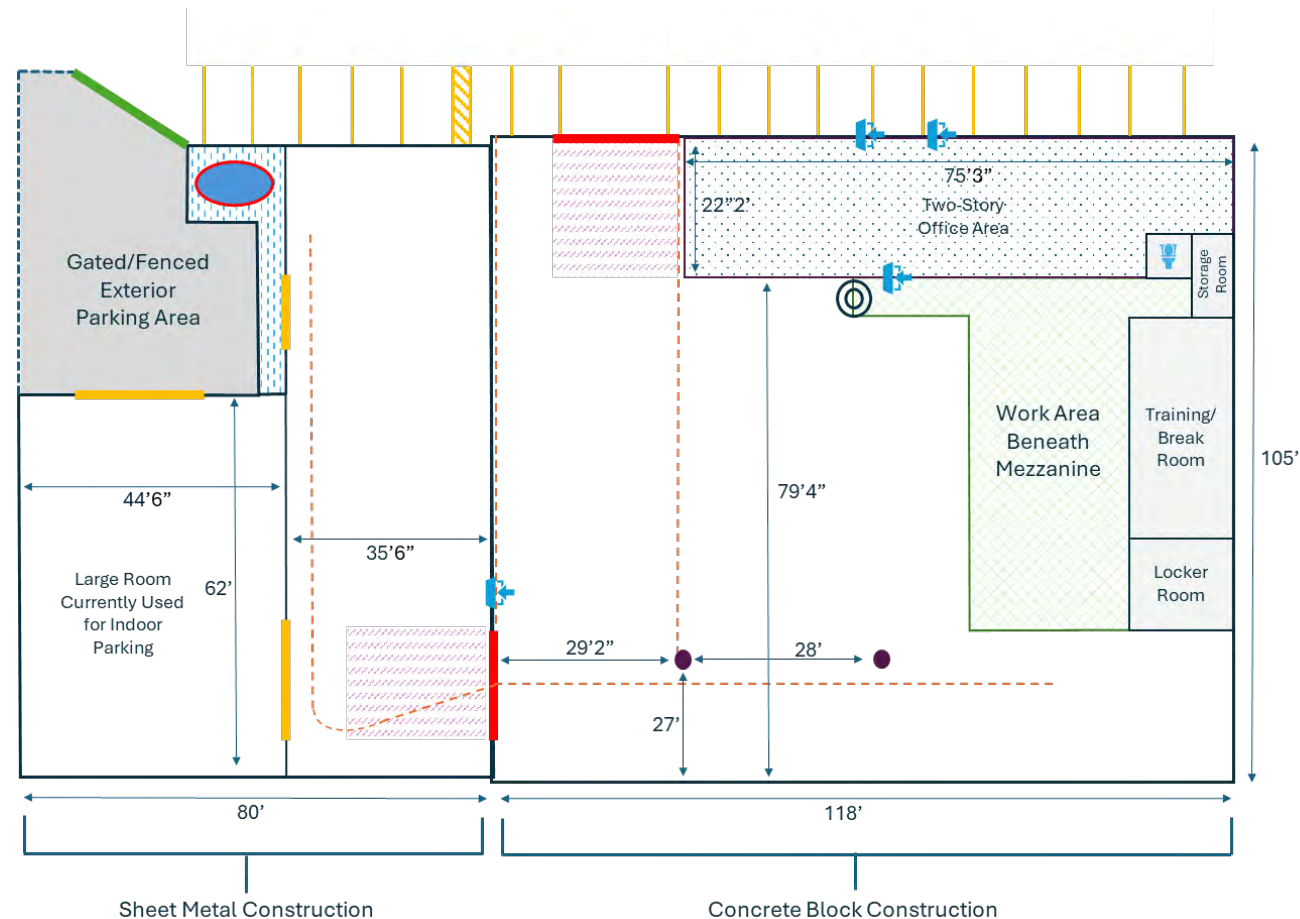 75’3”
22”2’
Two-Story
Office Area
Storage
Room
Gated/Fenced
Exterior
Parking Area
Work Area
Beneath
Mezzanine
Training/
Break
Room
105’
44’6”
79’4”
35’6”
Large Room
Currently Used
for Indoor
Parking
62’
Locker
Room
29’2”
28’
27’
80’
118’
Sheet Metal Construction
Concrete Block Construction